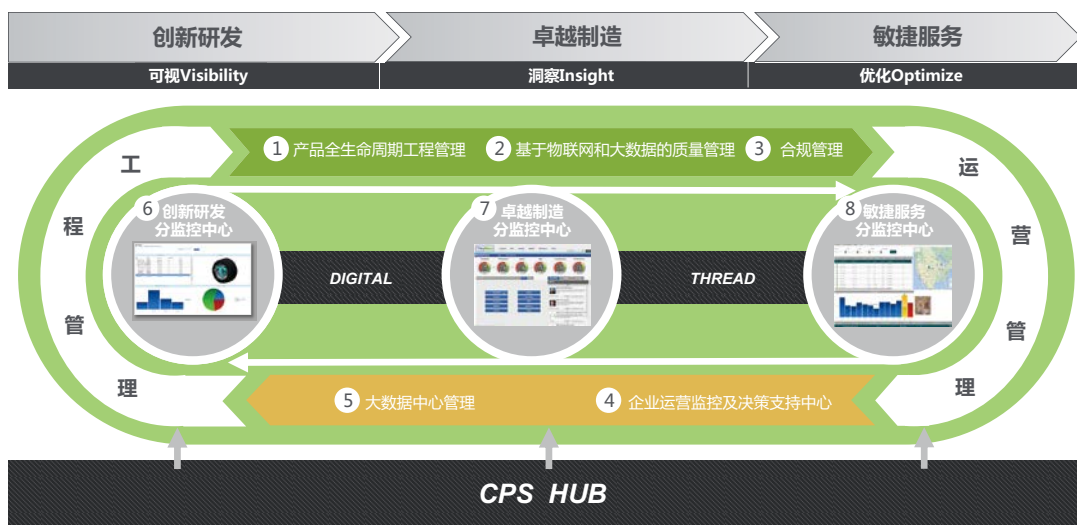 创新研发
卓越制造
敏捷服务
可视Visibility
洞察Insight
优化Optimize
1 产品全生命周期工程管理
2 基于物联网和大数据的质量管理
3 合规管理
工程管理
运营管理
6 创新研发
分监控中心
7 卓越制造
分监控中心
8 敏捷服务
分监控中心
DIGITAL
THREAD
5 大数据中心管理
4 企业运营监控及决策支持中心
CPS HUB